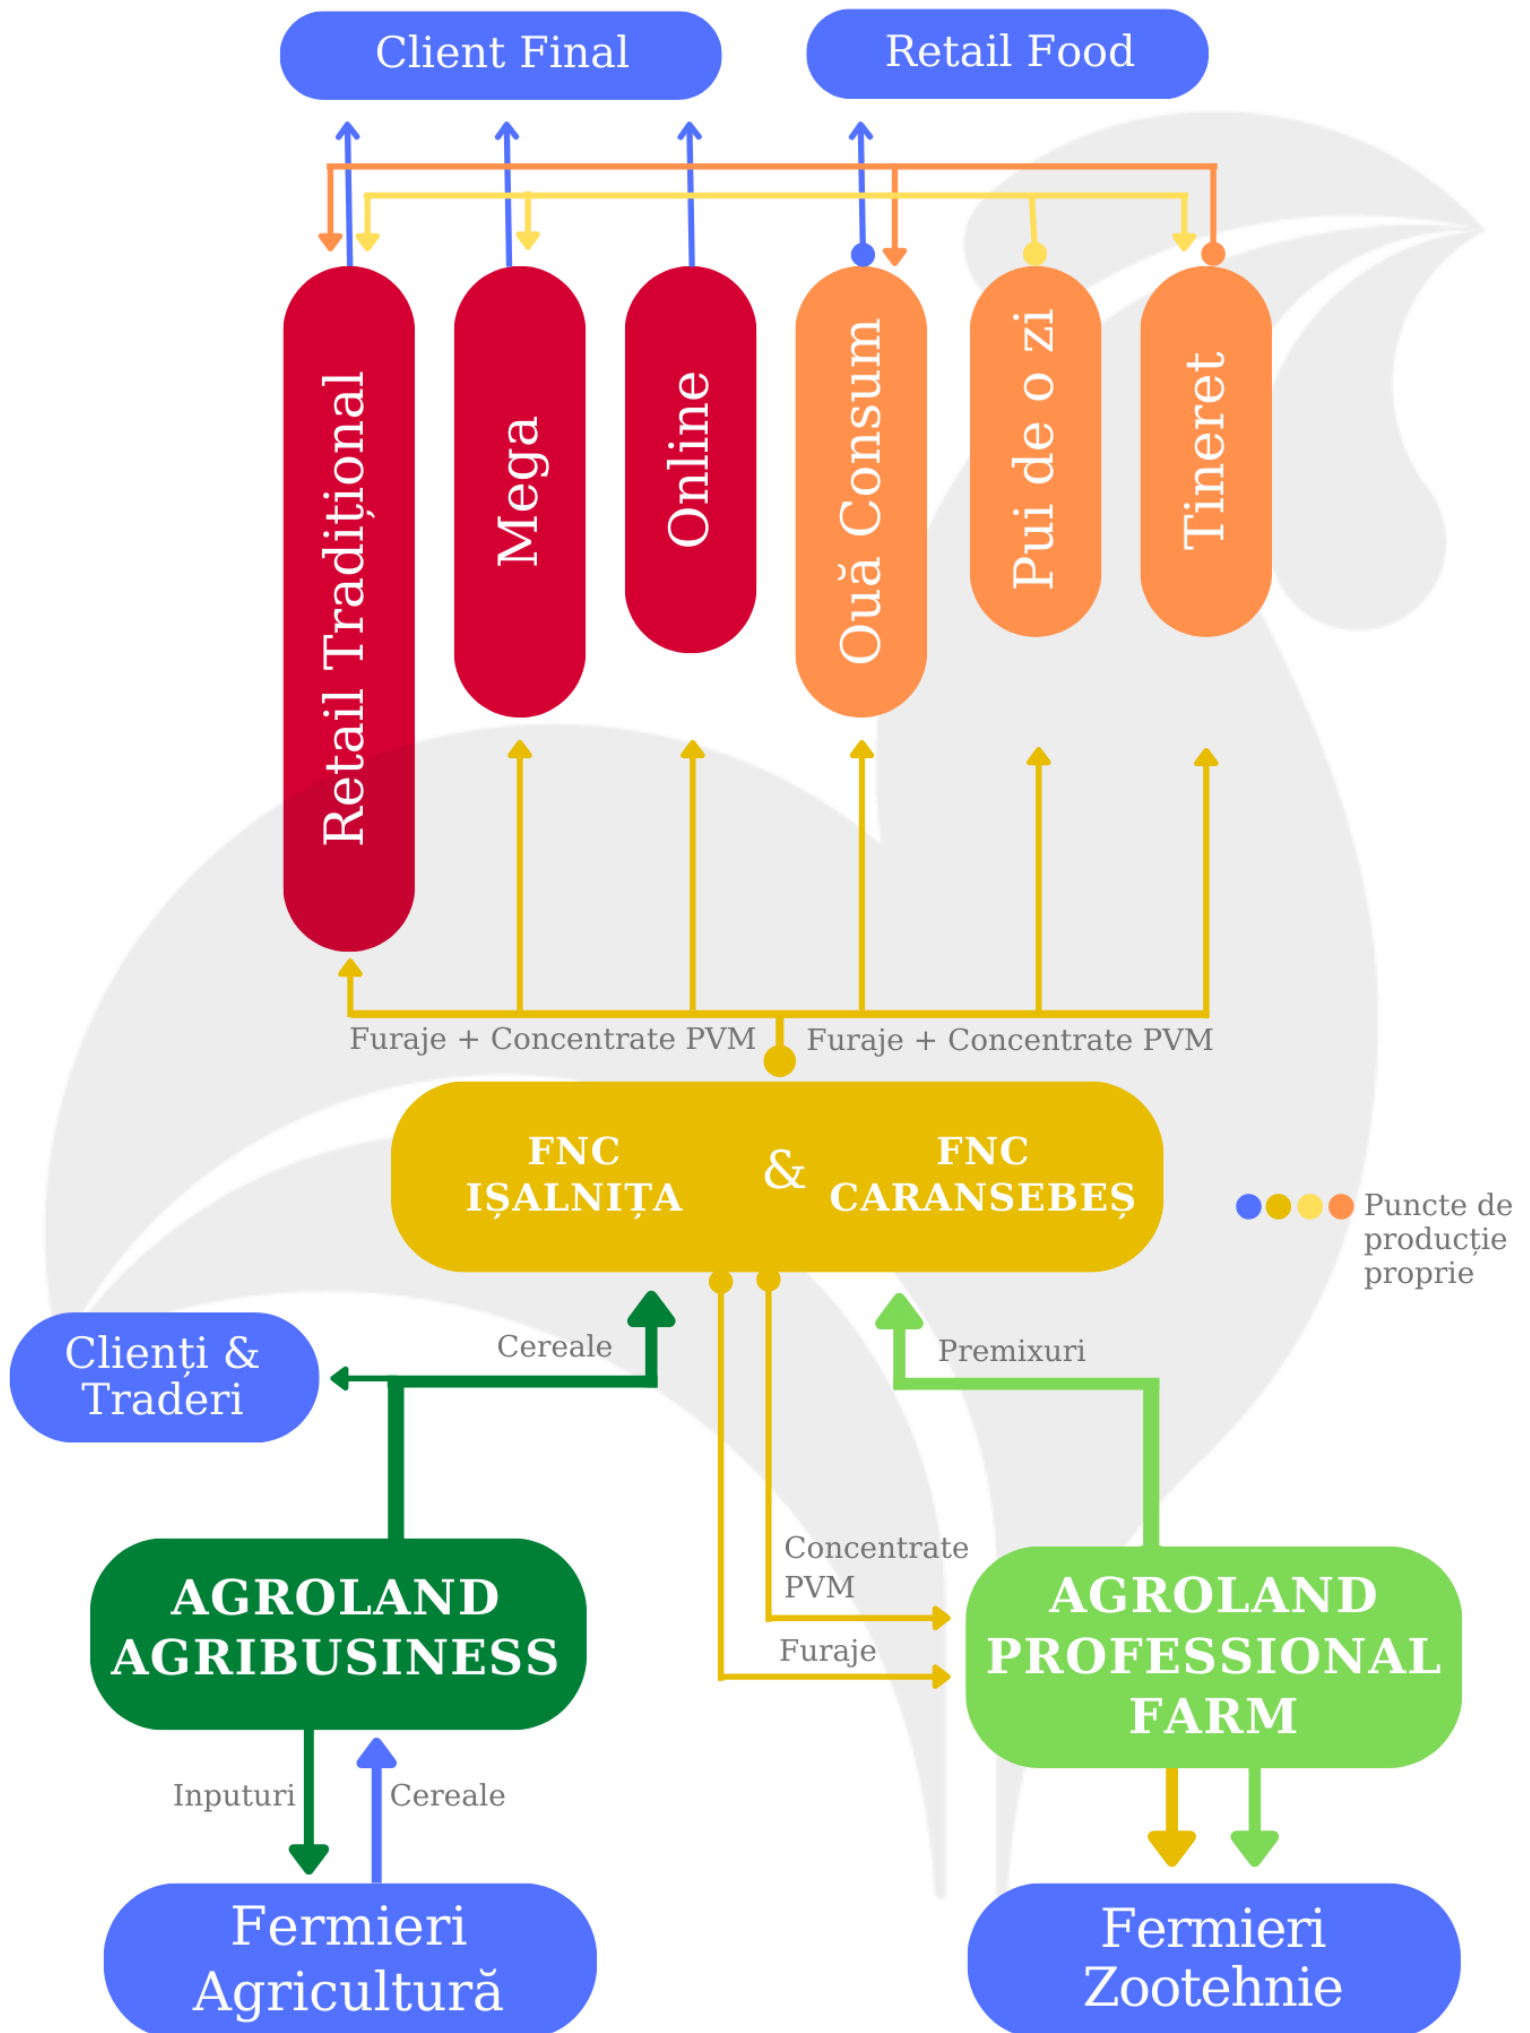 Client Final
Retail Food
Retail Tradițional
Mega
Online
Ouă Consum
Pui de o zi
Tineret
Furaje + Concentrate PVM
Furaje + Concentrate PVM
FNC
IȘALNIȚA
&
FNC
CARANSEBEȘ
Puncte de
producție
proprie
Clienți &
Traderi
Cereale
Premixuri
Concentrate
PVM
Furaje
AGROLAND
AGRIBUSINESS
AGROLAND
PROFESSIONAL
FARM
Inputuri
Cereale
Fermieri
Agricultură
Fermieri
Zootehnie